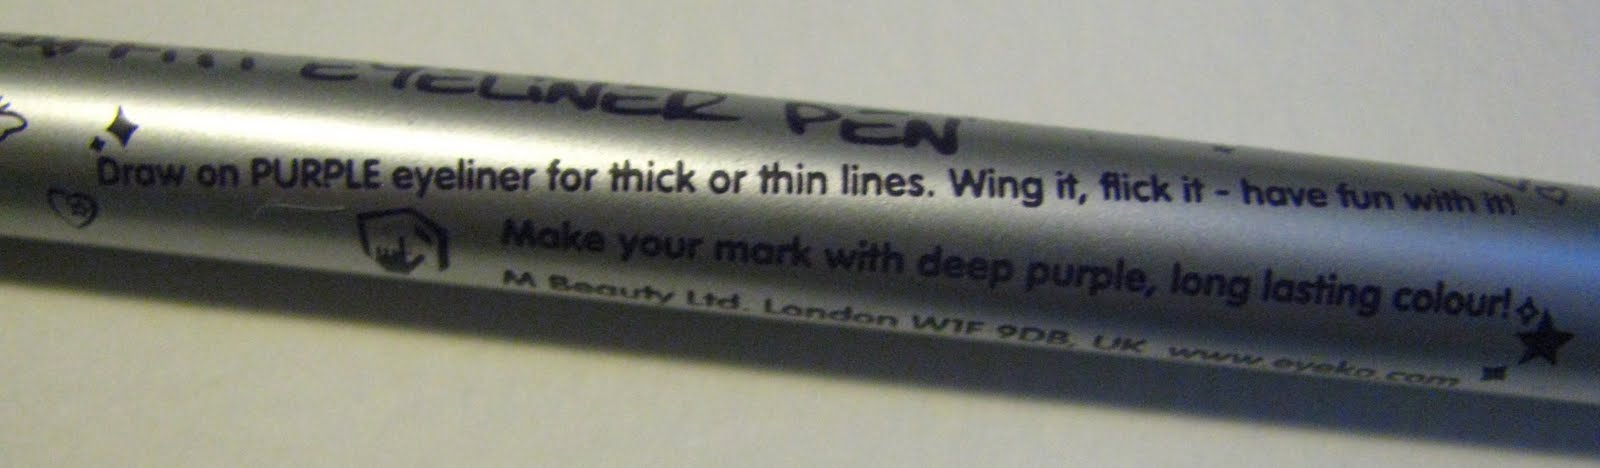 EYELINER PEN
Draw on PURPLE eyeliner for thick or thin lines. Wing it, flick it - have fun with it!
Make your mark with deep purple, long lasting colour!
M Beauty Ltd. London W1F 9DB, UK www.eyeko.com